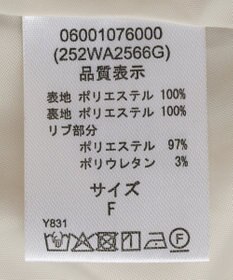 06001076000
(252WA2566G)
品質表示
表地 ポリエステル 100%
裏地 ポリエステル 100%
リブ部分
ポリエステル 97%
ポリウレタン 3%
サイズ
F
Y831
F